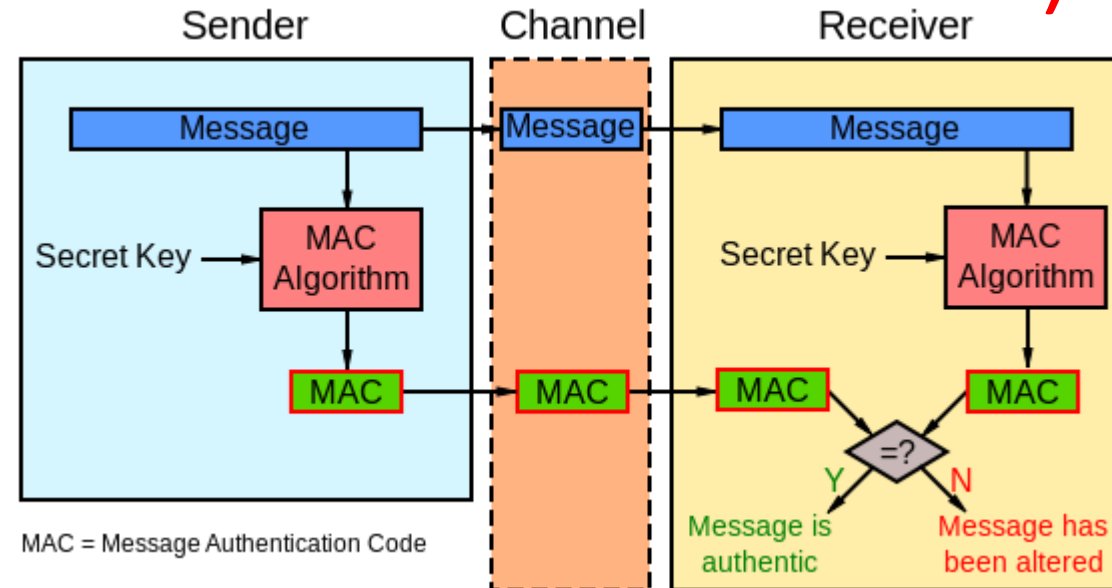 Sender
Channel
Receiver
Message
Message
Message
Secret Key
MAC
Algorithm
Secret Key
MAC
Algorithm
MAC
MAC
MAC
MAC
=?
Y
N
Message is
authentic
Message has
been altered
MAC = Message Authentication Code